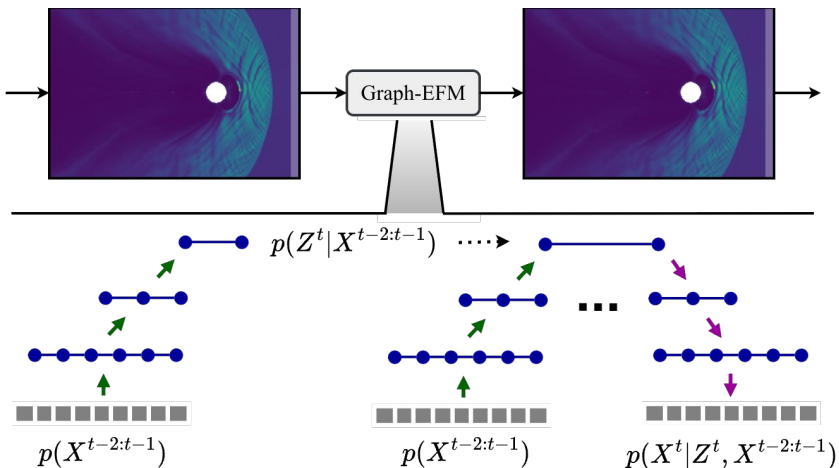 Graph-EFM
p(Z^t|X^{t-2:t-1})
p(X^{t-2:t-1})
p(X^{t-2:t-1})
p(X^t|Z^t, X^{t-2:t-1})